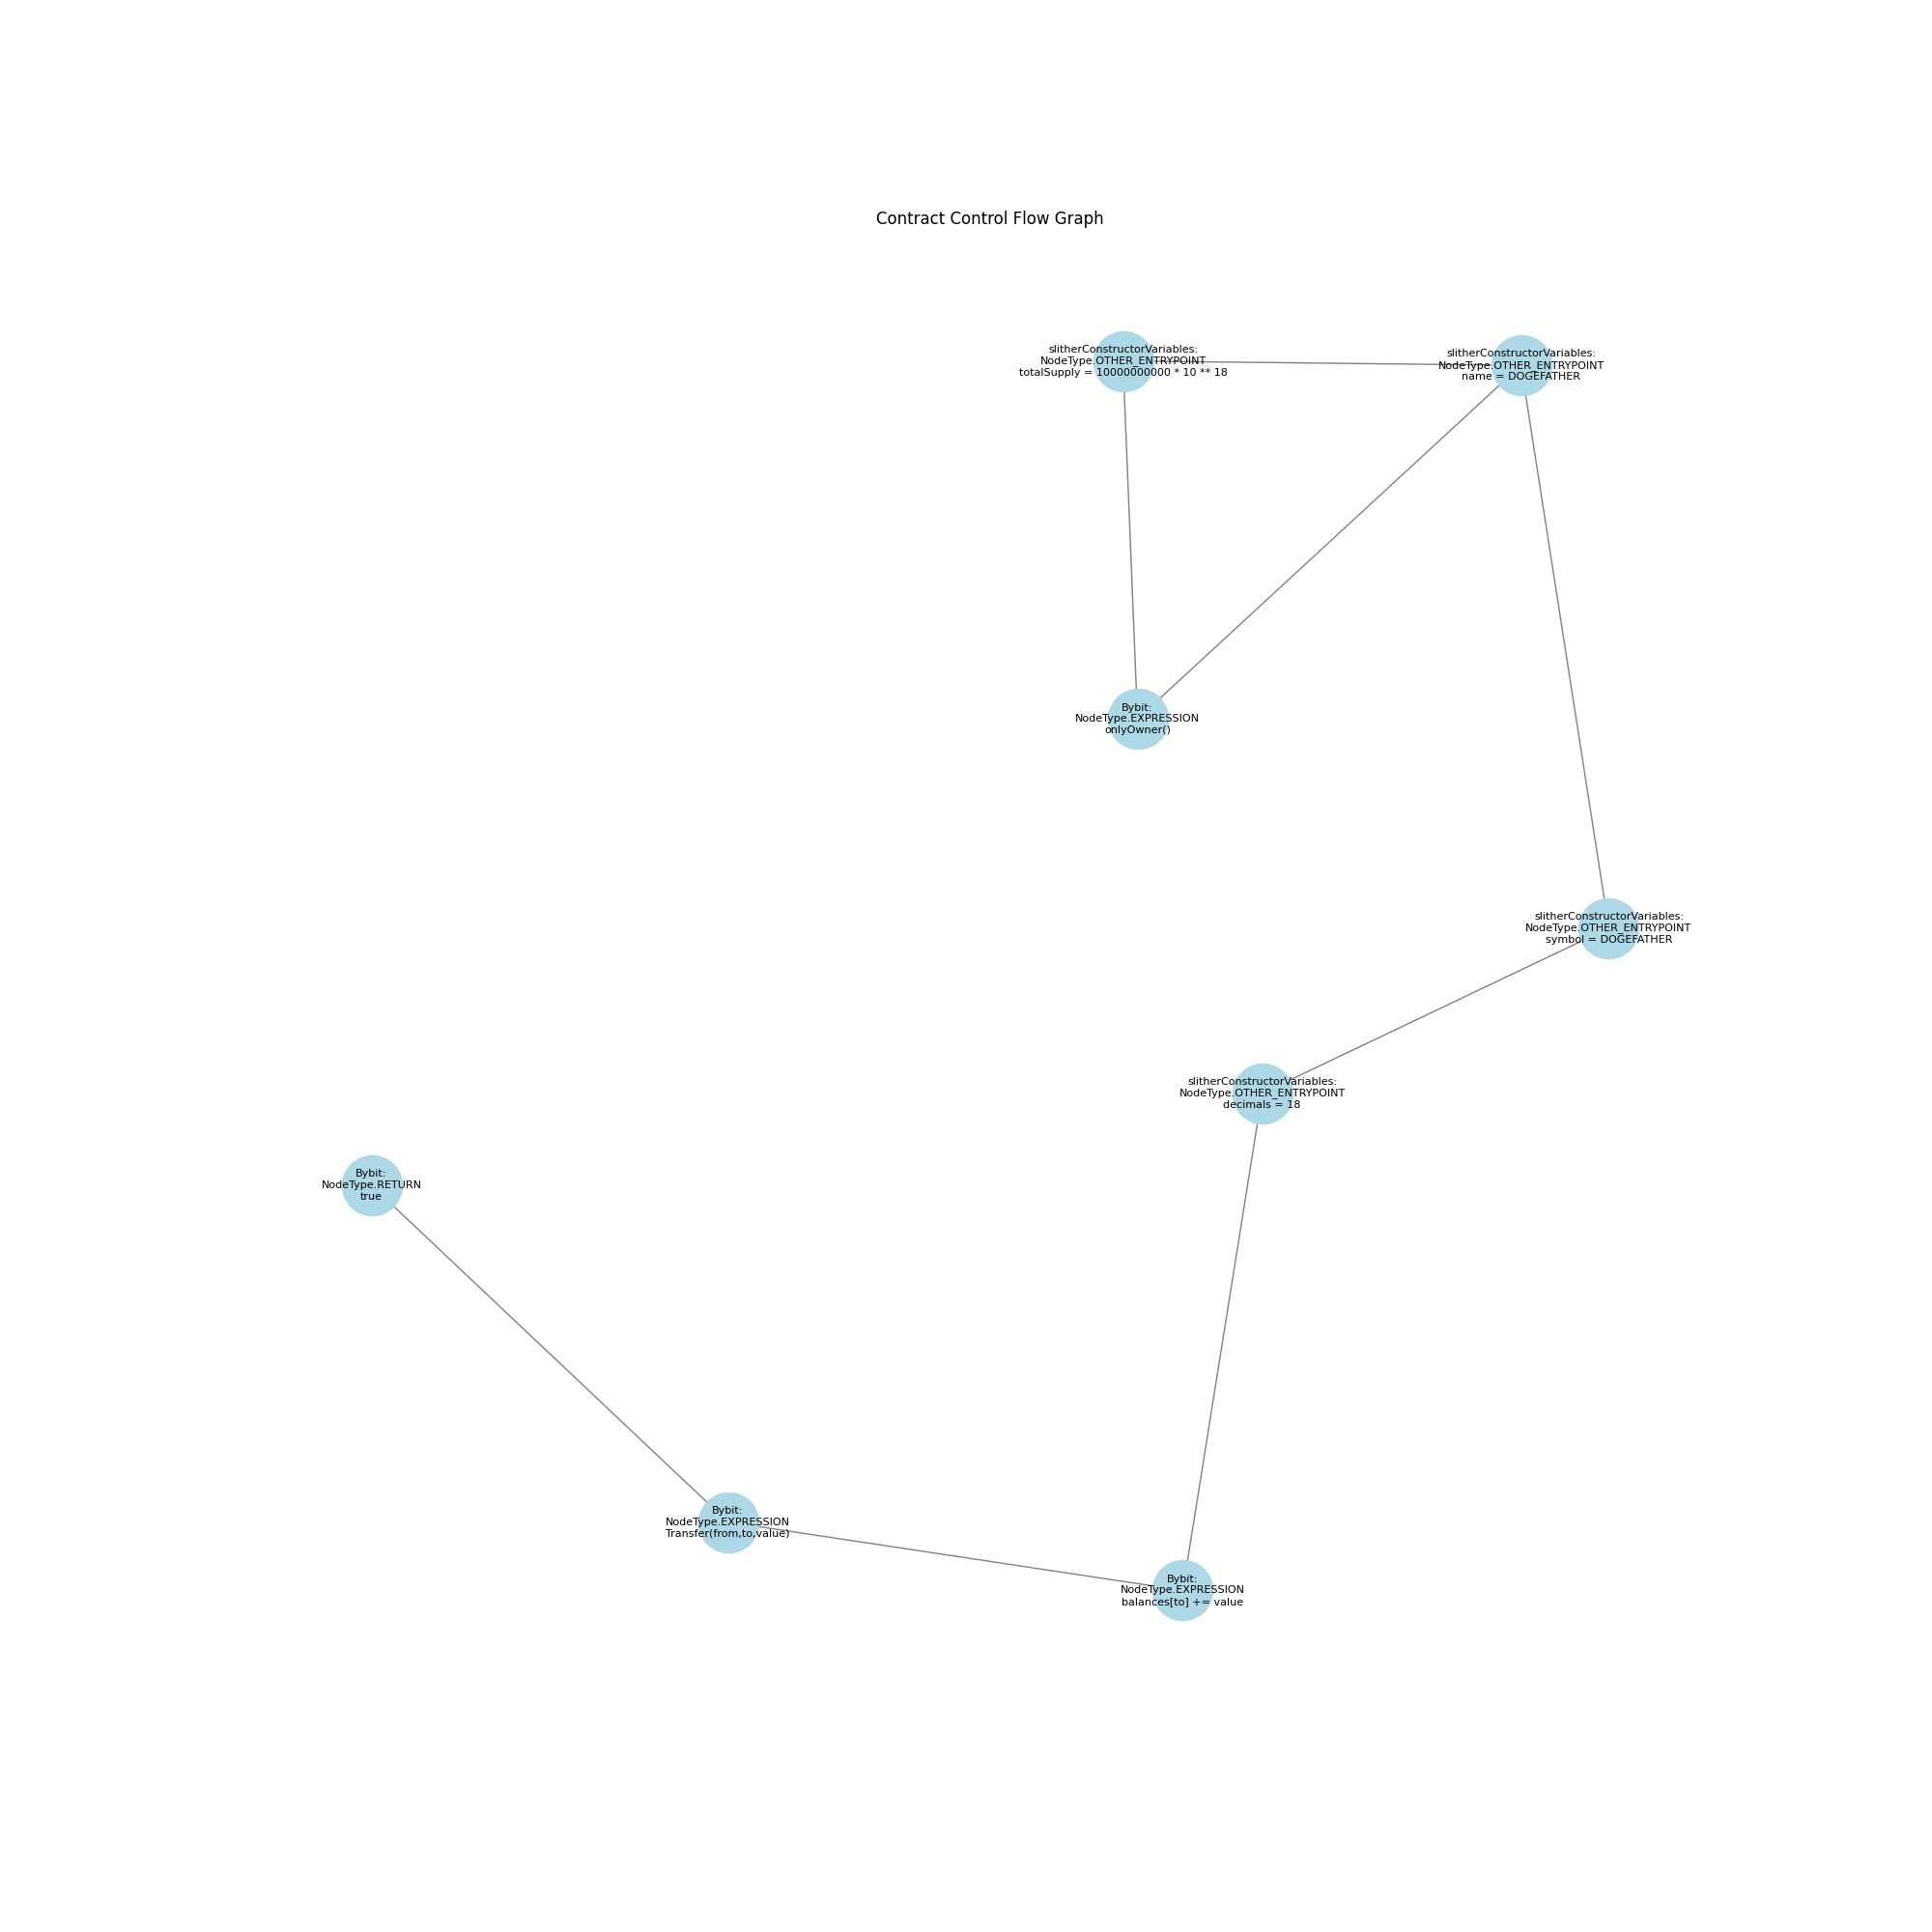 Contract Control Flow Graph
slitherConstructorVariables:
NodeType.OTHER_ENTRYPOINT
totalSupply = 10000000000 * 10 ** 18
slitherConstructorVariables:
NodeType.OTHER_ENTRYPOINT
name = DOGEFATHER
Bybit:
NodeType.EXPRESSION
onlyOwner()
slitherConstructorVariables:
NodeType.OTHER_ENTRYPOINT
symbol = DOGEFATHER
slitherConstructorVariables:
NodeType.OTHER_ENTRYPOINT
decimals = 18
Bybit:
NodeType.RETURN
true
Bybit:
NodeType.EXPRESSION
Transfer(from,to,value)
Bybit:
NodeType.EXPRESSION
balances[to] += value